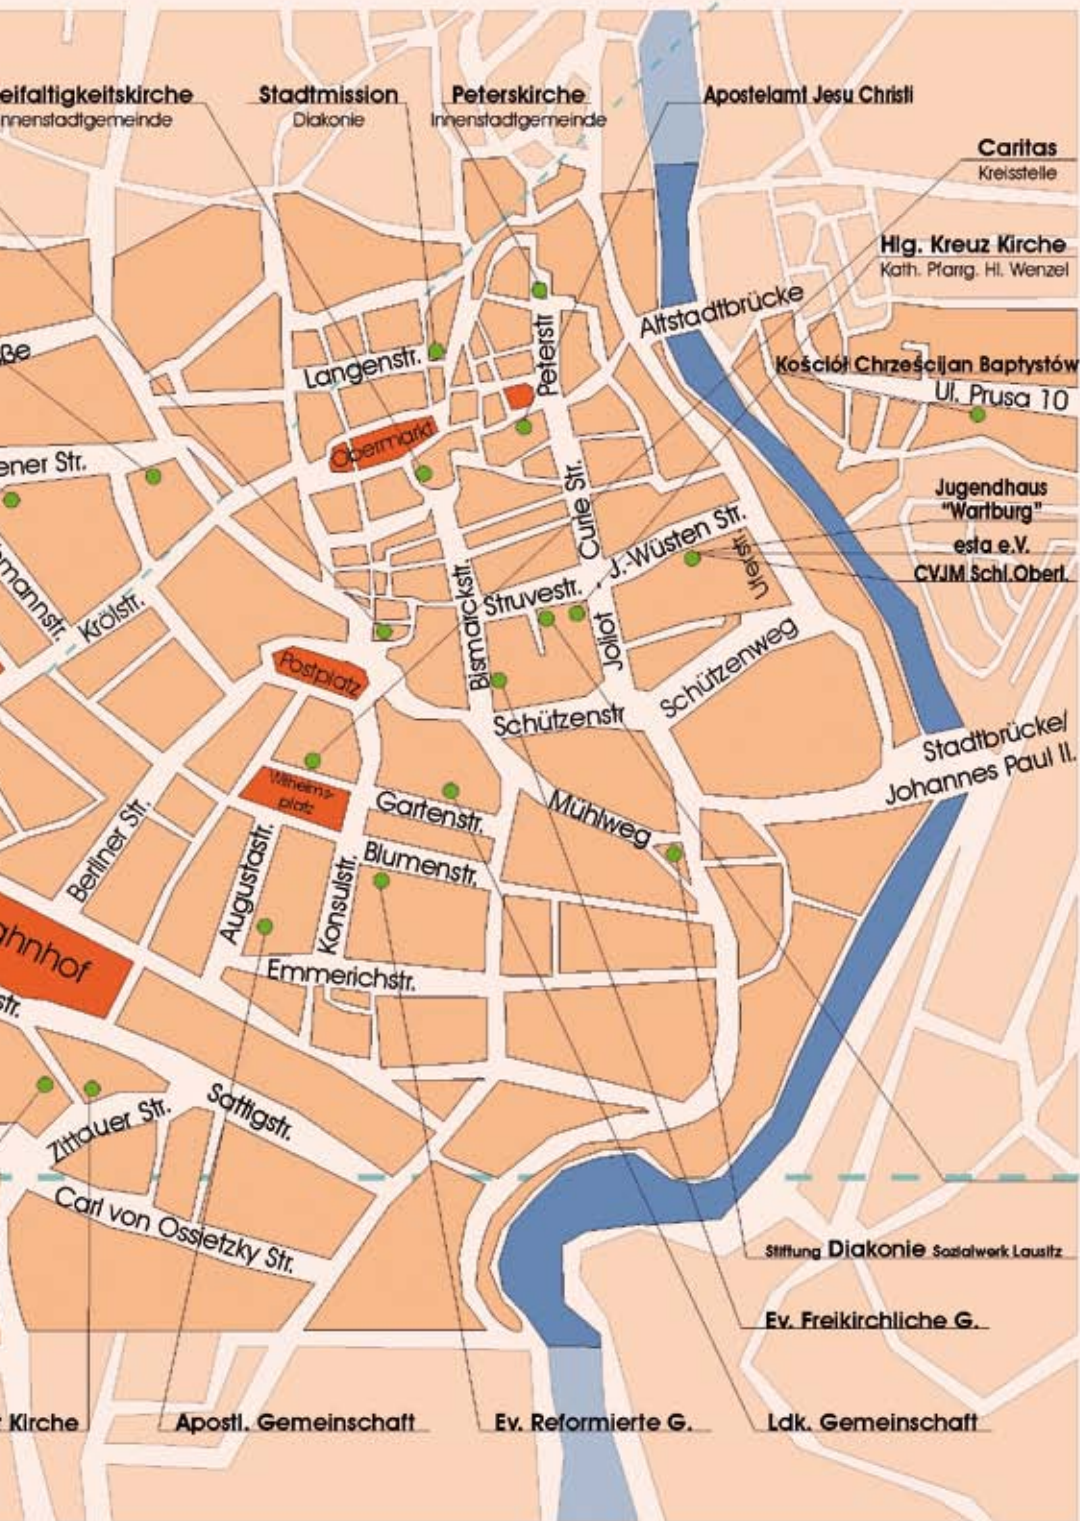 eifaltigkeitskirche
nnenstadtgemeinde
Stadtmission
Diakonie
Peterskirche
Innenstadtgemeinde
Apostelamt Jesu Christi
Caritas
Kreisstelle
Hlg. Kreuz Kirche
Kath. Pfarrg. Hl. Wenzel
Altstadtbrücke
Peterstr
ße
Langenstr.
Kościół Chrześcijan Baptystów
Ul. Prusa 10
Obermarkt
ener Str.
Jugendhaus
"Wartburg"
esta e.V.
CVJM Schl.Oberl.
Curie Str.
J.-Wüsten Str.
Uferstr.
mannstr.
Krölstr.
Struvestr.
Bismarckstr.
Joliot
Schützenweg
Postplatz
Schützenstr
Stadtbrücke/
Johannes Paul II.
Wilhelms-
platz
Gartenstr.
Mühlweg
Berliner Str.
Augustastr.
Konsulstr.
Blumenstr.
ahnhof
Emmerichstr.
str.
Zittauer Str.
Sattigstr.
Carl von Ossietzky Str.
Stiftung Diakonie Sozialwerk Lausitz
Ev. Freikirchliche G.
r Kirche
Apostl. Gemeinschaft
Ev. Reformierte G.
Ldk. Gemeinschaft